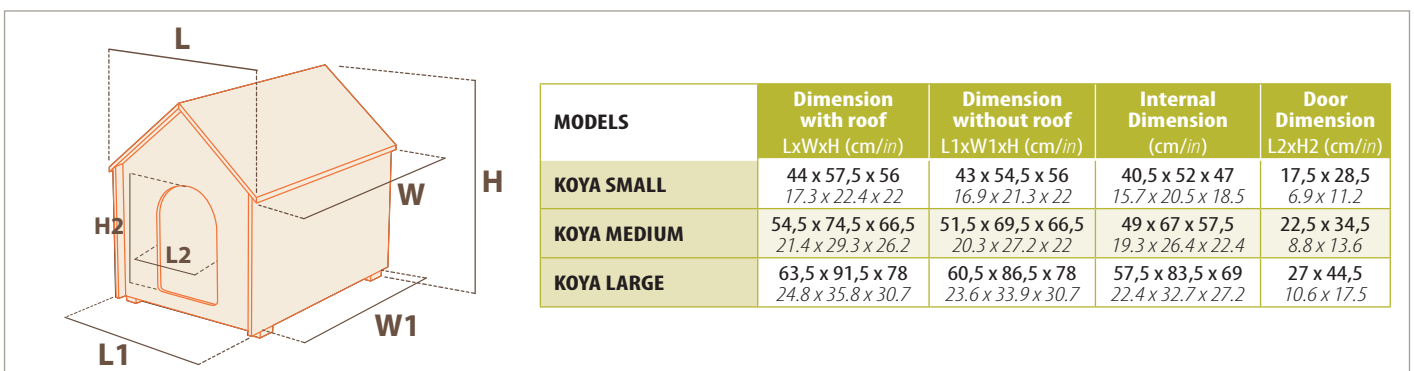 L
H
W
H2
L2
W1
L1
MODELS
Dimension with roof
LxWxH (cm/in)
Dimension without roof
L1xW1xH (cm/in)
Internal Dimension
(cm/in)
Door Dimension
L2xH2 (cm/in)
KOYA SMALL
44 x 57,5 x 56
17.3 x 22.4 x 22
43 x 54,5 x 56
16.9 x 21.3 x 22
40,5 x 52 x 47
15.7 x 20.5 x 18.5
17,5 x 28,5
6.9 x 11.2
KOYA MEDIUM
54,5 x 74,5 x 66,5
21.4 x 29.3 x 26.2
51,5 x 69,5 x 66,5
20.3 x 27.2 x 22
49 x 67 x 57,5
19.3 x 26.4 x 22.4
22,5 x 34,5
8.8 x 13.6
KOYA LARGE
63,5 x 91,5 x 78
24.8 x 35.8 x 30.7
60,5 x 86,5 x 78
23.6 x 33.9 x 30.7
57,5 x 83,5 x 69
22.4 x 32.7 x 27.2
27 x 44,5
10.6 x 17.5